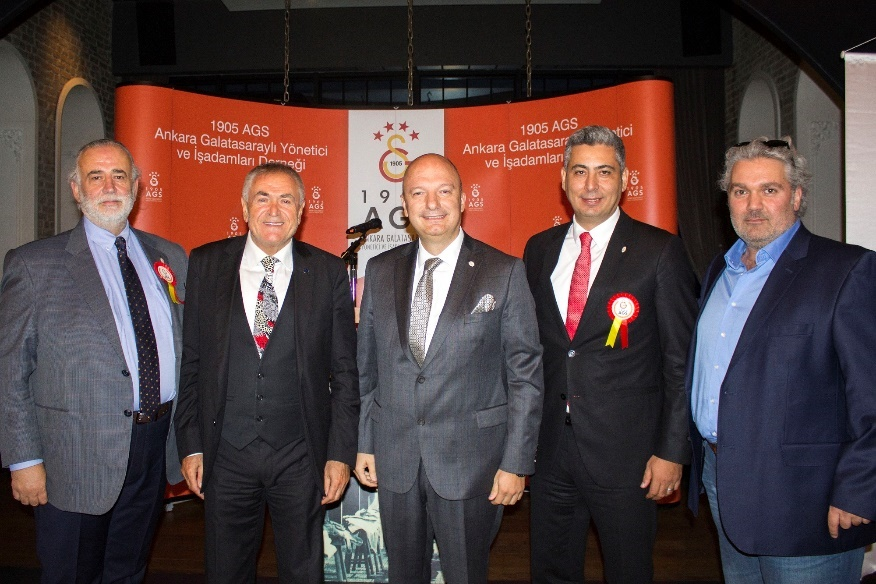 1905 AGS
Ankara Galatasaraylı Yönetici
ve İşadamları Derneği
1905
AGS
1905 AGS
Ankara Galatasaraylı Yönetici
ve İşadamları
1905
AGS
AGS